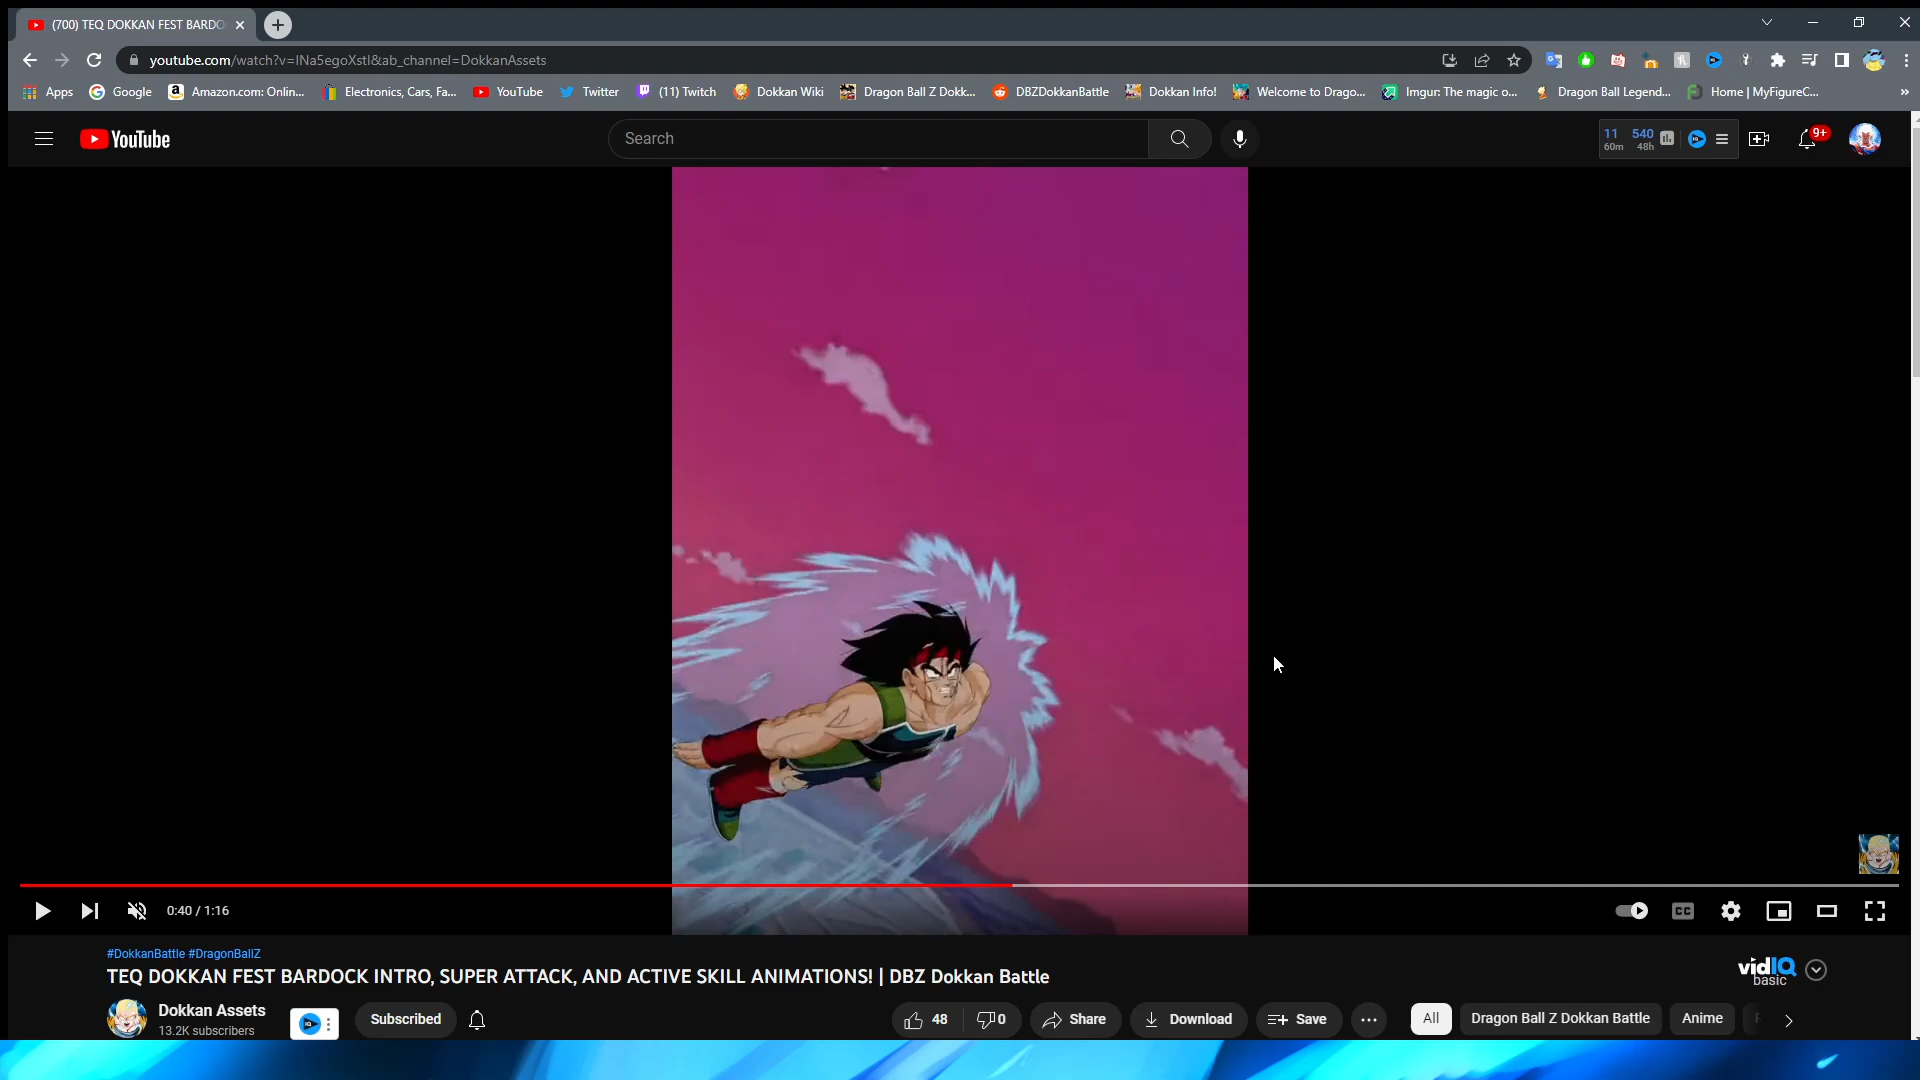 (700) TEQ DOKKAN FEST BARDO
youtube.com/watch?v=lNa5egoXstI&ab_channel=DokkanAssets
Apps Google Amazon.com: Onlin... Electronics, Cars, Fa... YouTube Twitter (11) Twitch Dokkan Wiki Dragon Ball Z Dokk... DBZDokkanBattle Dokkan Info! Welcome to Drago... Imgur: The magic o... Dragon Ball Legend... Home | MyFigureC... »
YouTube Search 11 540 9+
60m 48h
0:40 / 1:16 CC
#DokkanBattle #DragonBallZ
TEQ DOKKAN FEST BARDOCK INTRO, SUPER ATTACK, AND ACTIVE SKILL ANIMATIONS! | DBZ Dokkan Battle
vidIQ
basic
Dokkan Assets
13.2K subscribers
Subscribed 48 0 Share Download Save ... All Dragon Ball Z Dokkan Battle Anime